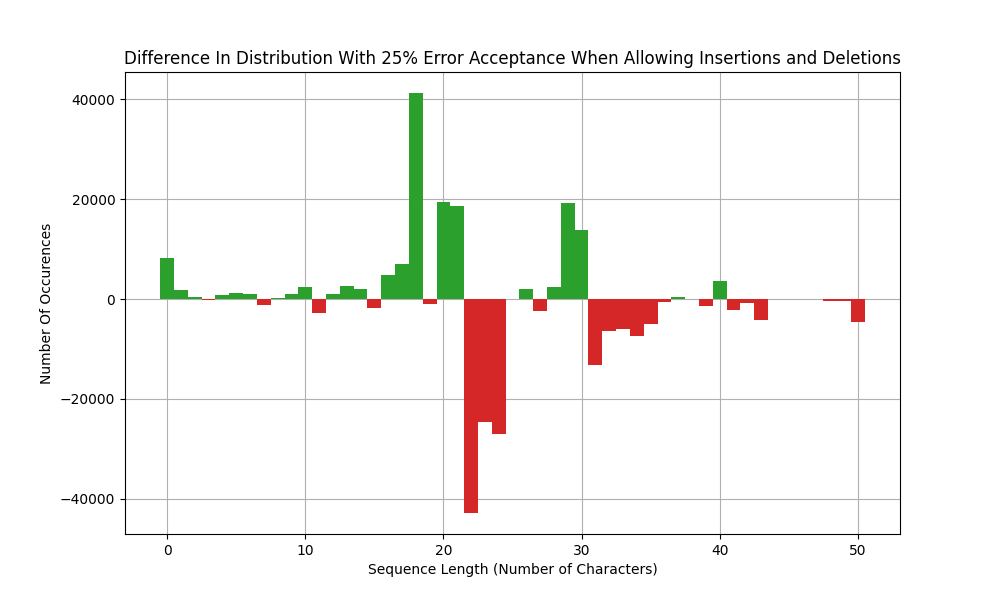 Difference In Distribution With 25% Error Acceptance When Allowing Insertions and Deletions
40000
20000
0
−20000
−40000
Number Of Occurences
0 10 20 30 40 50
Sequence Length (Number of Characters)